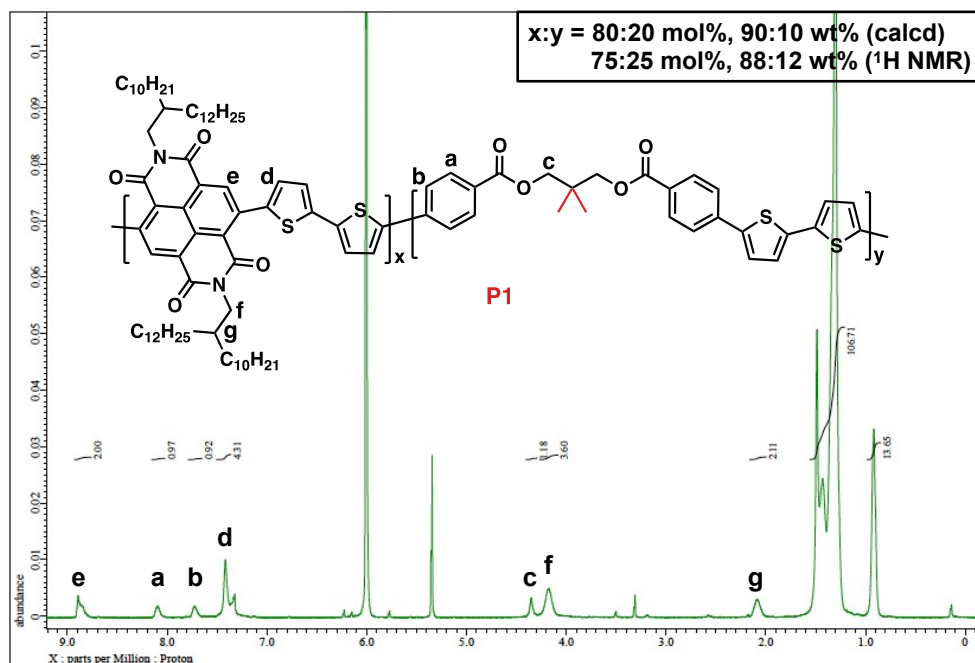 x:y = 80:20 mol%, 90:10 wt% (calcd)
75:25 mol%, 88:12 wt% (¹H NMR)
0.1
0.09
0.08
0.07
0.06
0.05
0.04
0.03
0.02
0.01
0
abundance
C₁₀H₂₁
C₁₂H₂₅
O
N
O
e
d
S
S
O
N
O
f
g
C₁₂H₂₅
C₁₀H₂₁
x
b
a
O
O
c
O
O
S
S
y
P1
2.00
0.97
0.92
4.31
1.18
3.60
2.11
106.71
13.65
e
a
b
d
c
f
g
9.0
8.0
7.0
6.0
5.0
4.0
3.0
2.0
1.0
0
X : parts per Million : Proton